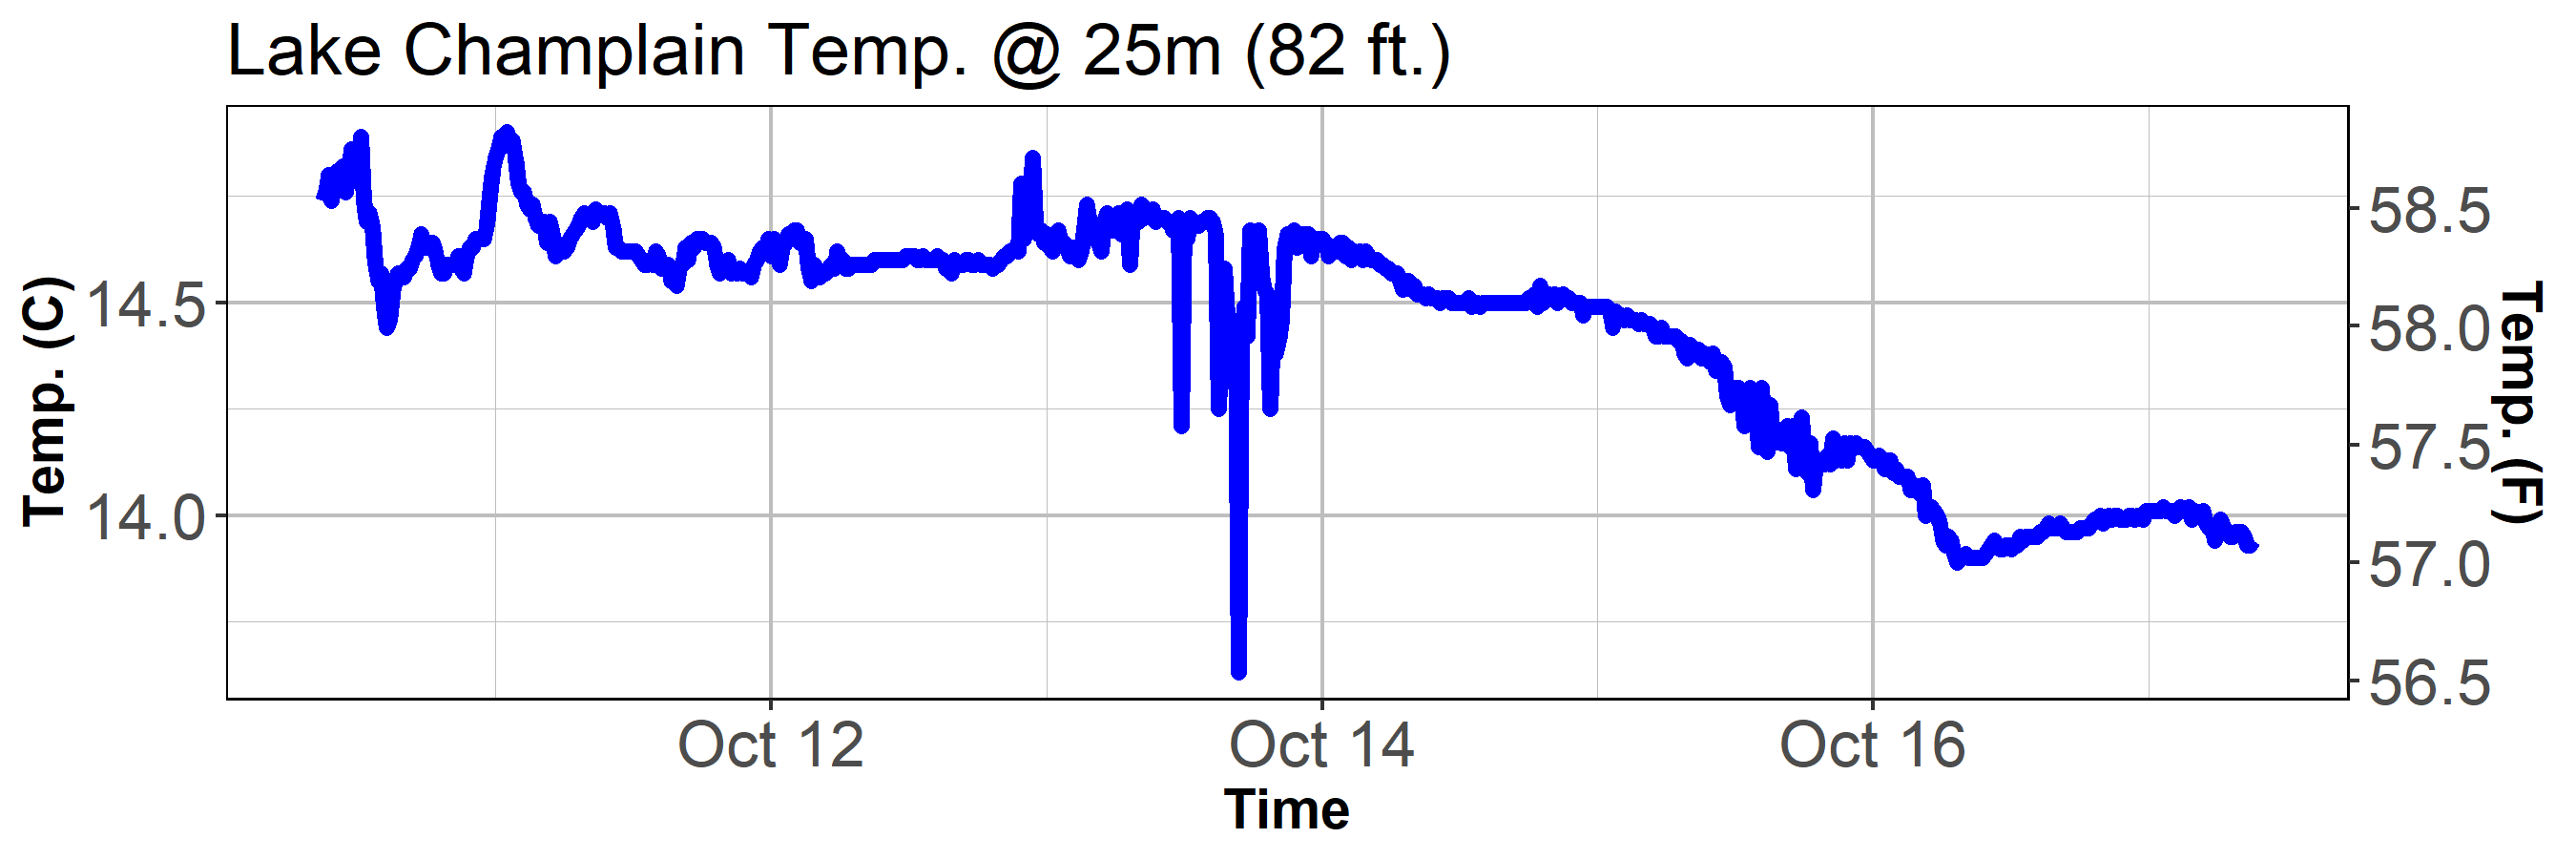 Lake Champlain Temp. @ 25m (82 ft.)
Temp. (C)
14.5
14.0
58.5
58.0
57.5
57.0
56.5
Temp. (F)
Oct 12
Oct 14
Oct 16
Time